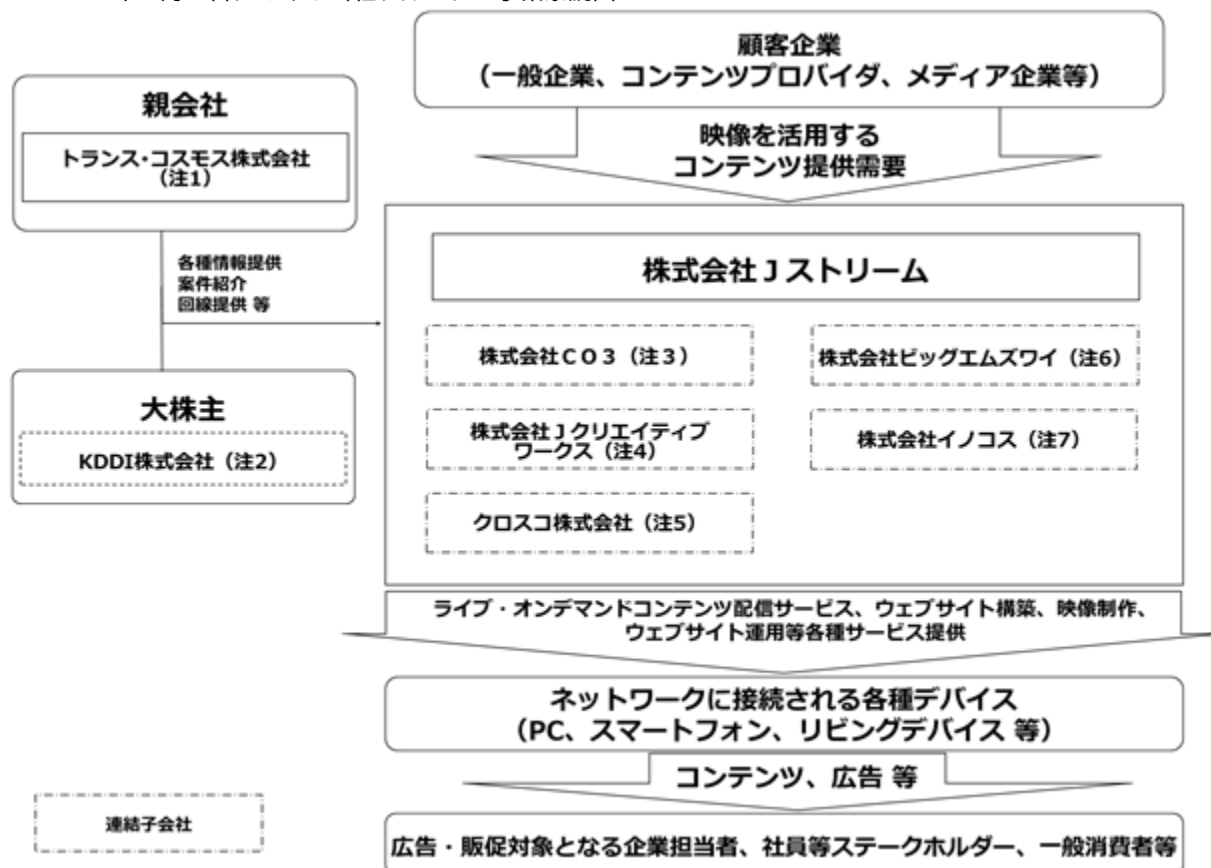 顧客企業
（一般企業、コンテンツプロバイダ、メディア企業等）
親会社
トランス・コスモス株式会社
（注1）
映像を活用する
コンテンツ提供需要
各種情報提供
案件紹介
回線提供 等
株式会社Ｊストリーム
株式会社ＣＯ３（注３）
株式会社ビッグエムズワイ（注6）
大株主
KDDI株式会社（注2）
株式会社Ｊクリエイティブ
ワークス（注4）
株式会社イノコス（注7）
クロスコ株式会社（注5）
ライブ・オンデマンドコンテンツ配信サービス、ウェブサイト構築、映像制作、
ウェブサイト運用等各種サービス提供
ネットワークに接続される各種デバイス
（PC、スマートフォン、リビングデバイス 等）
コンテンツ、広告 等
連結子会社
広告・販促対象となる企業担当者、社員等ステークホルダー、一般消費者等